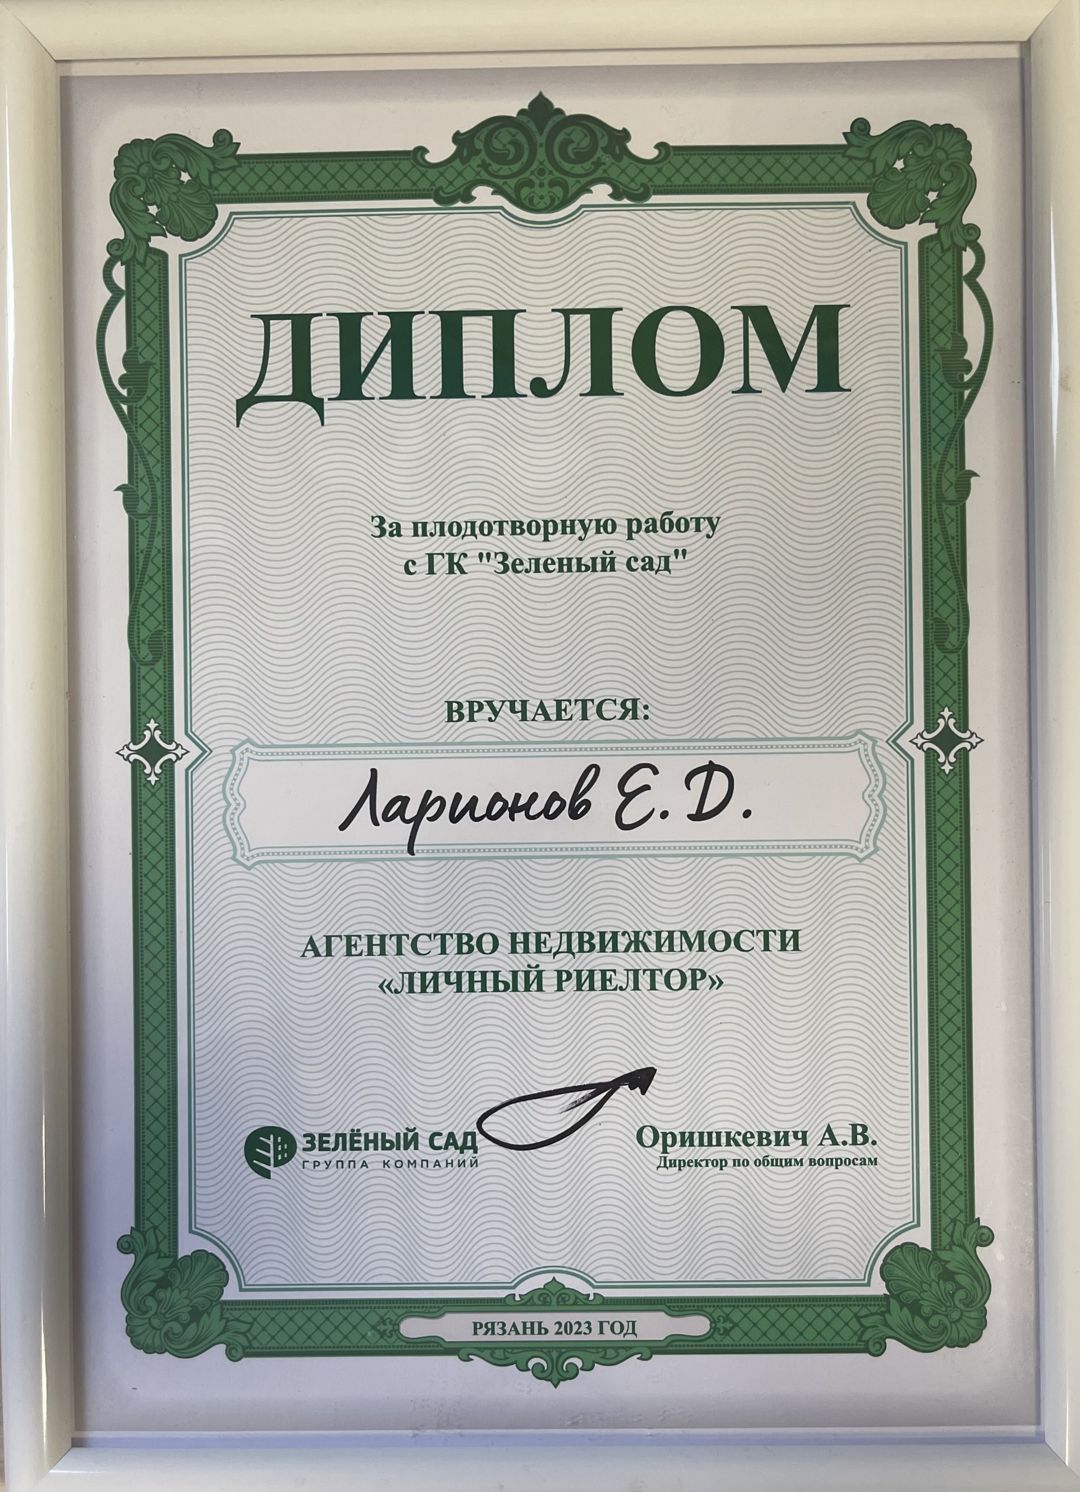 ДИПЛОМ
За плодотворную работу
с ГК "Зеленый сад"
ВРУЧАЕТСЯ:
Ларионов Е. Д.
АГЕНТСТВО НЕДВИЖИМОСТИ
«ЛИЧНЫЙ РИЕЛТОР»
ЗЕЛЁНЫЙ САД
ГРУППА КОМПАНИЙ
Оришкевич А.В.
Директор по общим вопросам
РЯЗАНЬ 2023 ГОД